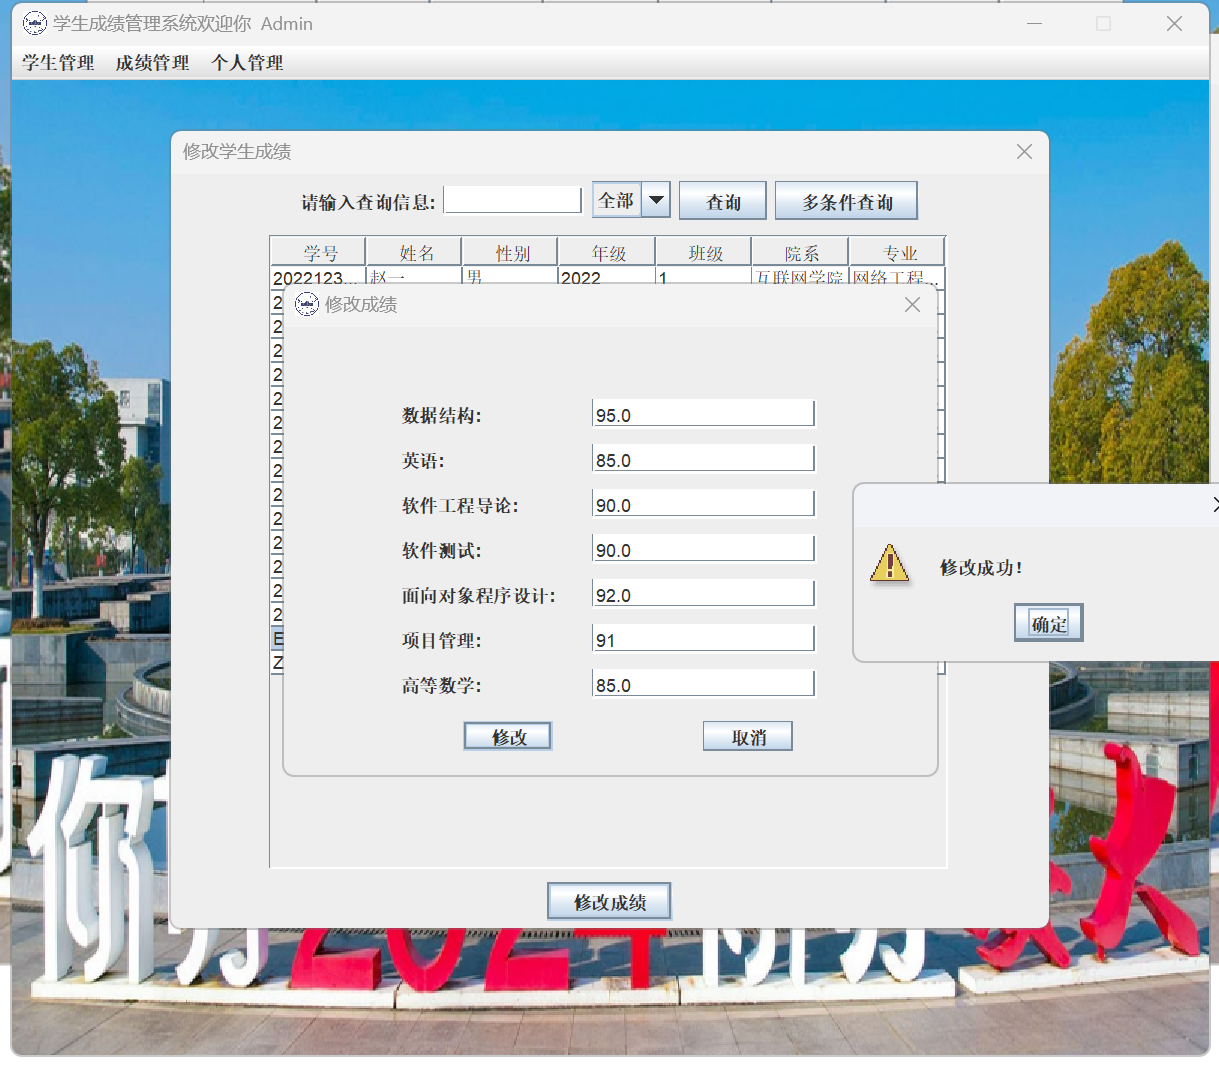 学生成绩管理系统欢迎你 Admin
学生管理 成绩管理 个人管理
修改学生成绩
请输入查询信息: 全部 查询 多条件查询
学号 姓名 性别 年级 班级 院系 专业
2022123... 赵一 男 2022 1 互联网学院 网络工程...
修改成绩
2
2
2
2
2
2
2
2
2
2
2
2
2
2
E
Z
数据结构: 95.0
英语: 85.0
软件工程导论: 90.0
软件测试: 90.0
面向对象程序设计: 92.0
项目管理: 91
高等数学: 85.0
修改 取消
修改成功!
确定
修改成绩
你好2024